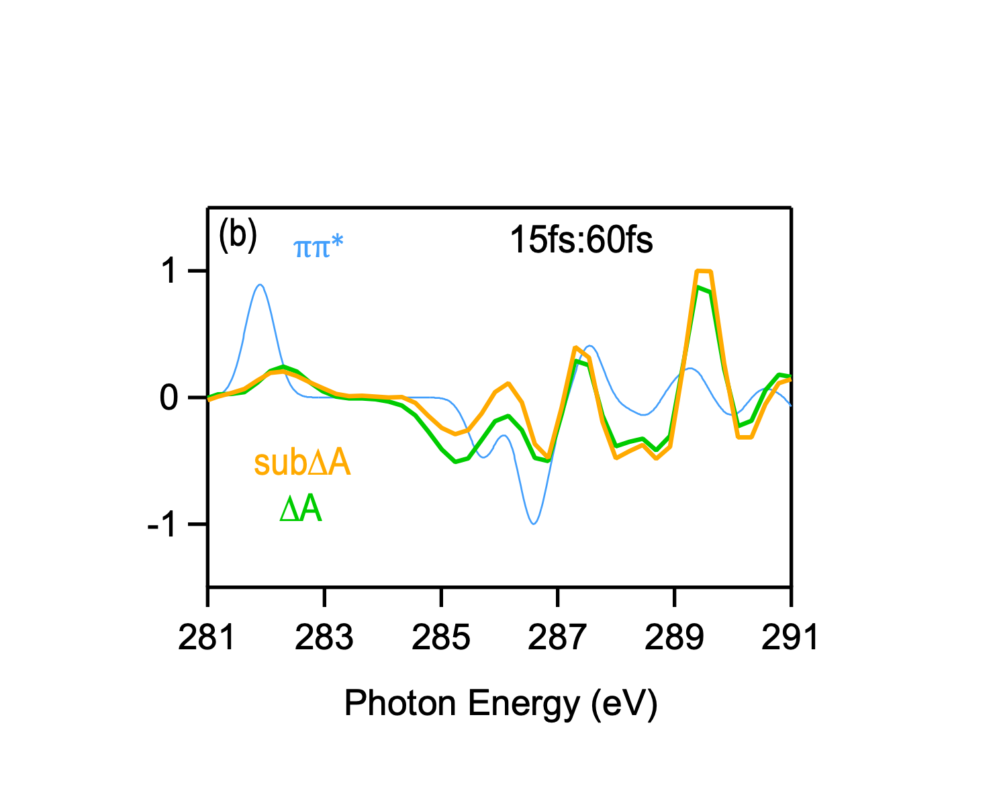 (b)
ππ*
15fs:60fs
1
0
-1
subΔA
ΔA
281 283 285 287 289 291
Photon Energy (eV)